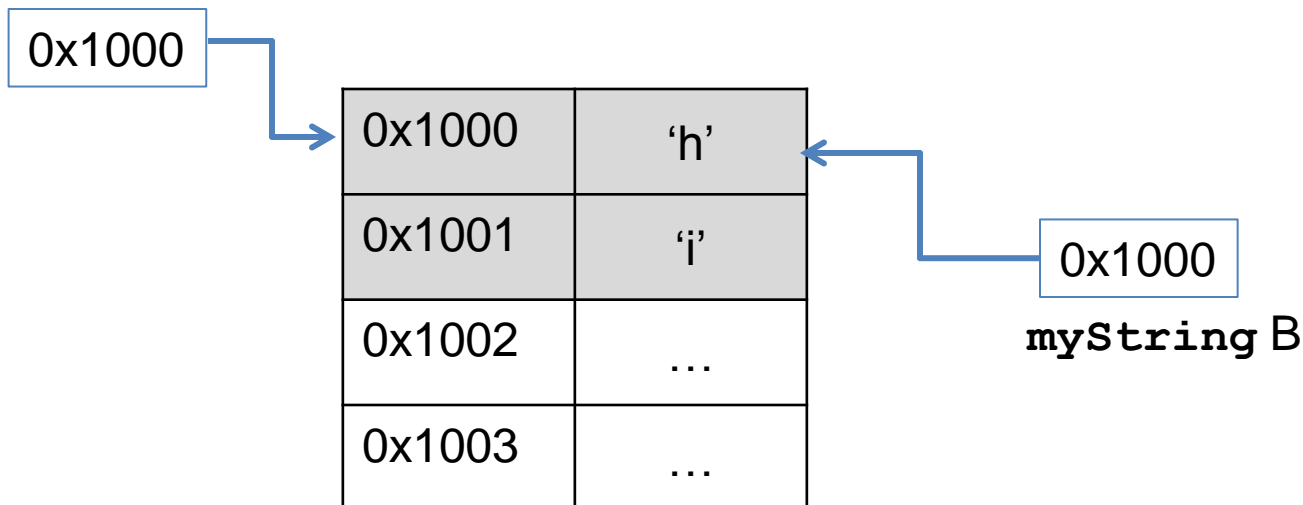 0x1000
0x1000 ‘h’
0x1001 ‘i’
0x1000
0x1002 …
myString B
0x1003 …